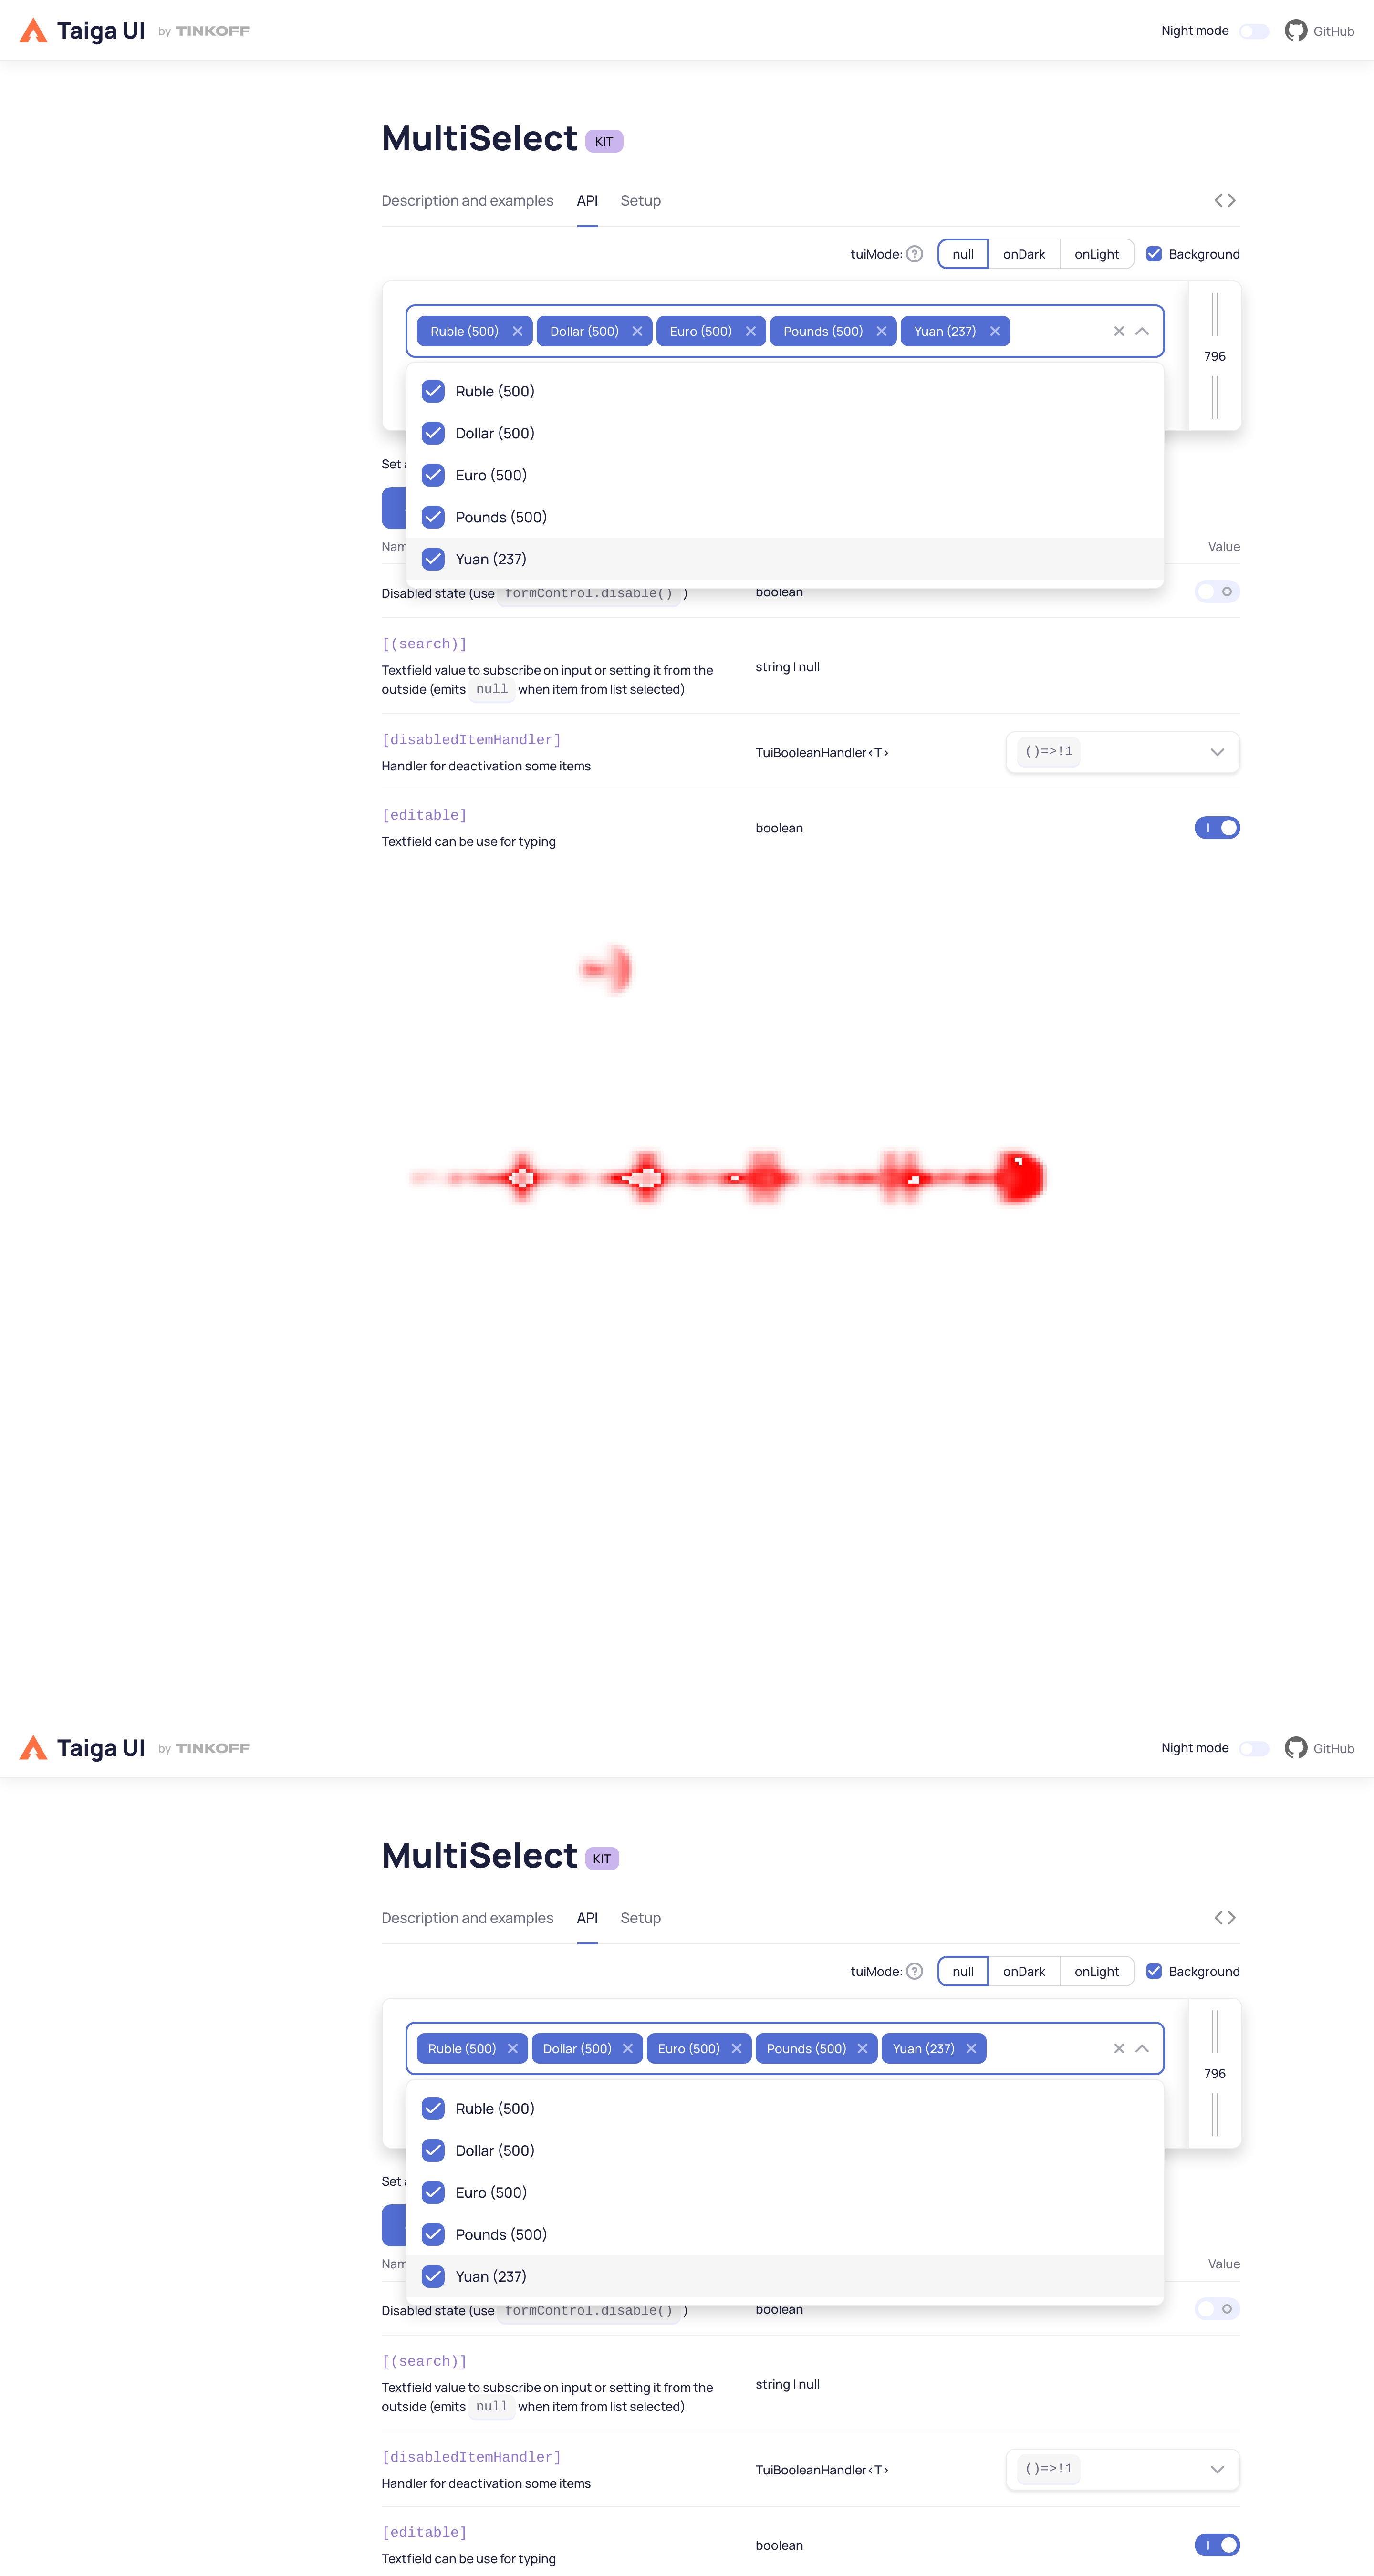 Taiga UI by TINKOFF Night mode GitHub
MultiSelect KIT
Description and examples API Setup
tuiMode: ? null onDark onLight Background
Ruble (500) Dollar (500) Euro (500) Pounds (500) Yuan (237)
796
Ruble (500)
Dollar (500)
Set
Euro (500)
Pounds (500)
Nam Value
Yuan (237)
Disabled state (use formControl.disable() ) boolean
[(search)]
Textfield value to subscribe on input or setting it from the string | null
outside (emits null when item from list selected)
[disabledItemHandler]
TuiBooleanHandler<T> ()=>!1
Handler for deactivation some items
[editable]
boolean
Textfield can be use for typing
Taiga UI by TINKOFF Night mode GitHub
MultiSelect KIT
Description and examples API Setup
tuiMode: ? null onDark onLight Background
Ruble (500) Dollar (500) Euro (500) Pounds (500) Yuan (237)
796
Ruble (500)
Dollar (500)
Set
Euro (500)
Pounds (500)
Nam Value
Yuan (237)
Disabled state (use formControl.disable() ) boolean
[(search)]
Textfield value to subscribe on input or setting it from the string | null
outside (emits null when item from list selected)
[disabledItemHandler]
TuiBooleanHandler<T> ()=>!1
Handler for deactivation some items
[editable]
boolean
Textfield can be use for typing